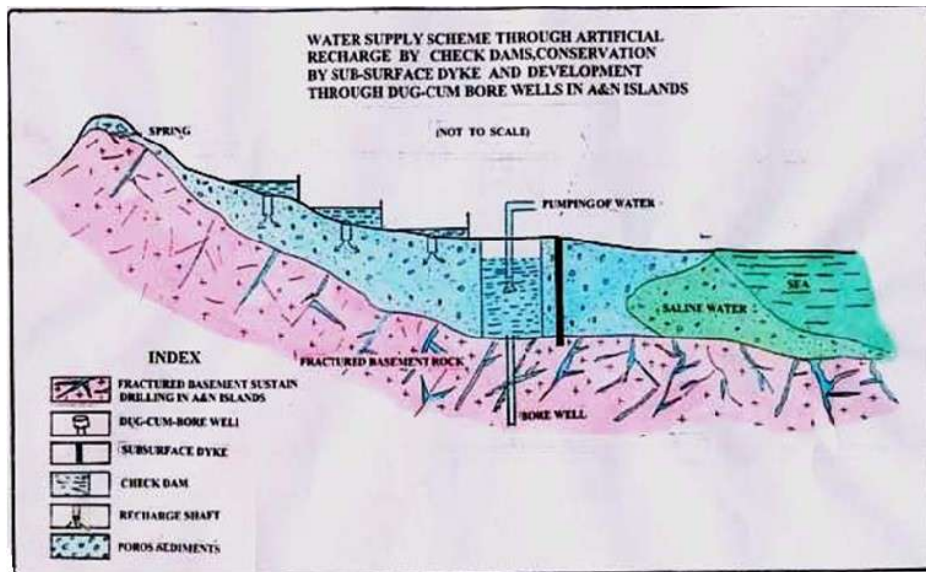 WATER SUPPLY SCHEME THROUGH ARTIFICIAL
RECHARGE BY CHECK DAMS,CONSERVATION
BY SUB-SURFACE DYKE AND DEVELOPMENT
THROUGH DUG-CUM BORE WELLS IN A&N ISLANDS
(NOT TO SCALE)
SPRING
PUMPING OF WATER
SEA
SALINE WATER
FRACTURED BASEMENT ROCK
BORE WELL
INDEX
FRACTURED BASEMENT SUSTAIN
DRILLING IN A&N ISLANDS
DUG-CUM-BORE WELL
SUBSURFACE DYKE
CHECK DAM
RECHARGE SHAFT
POROS SEDIMENTS